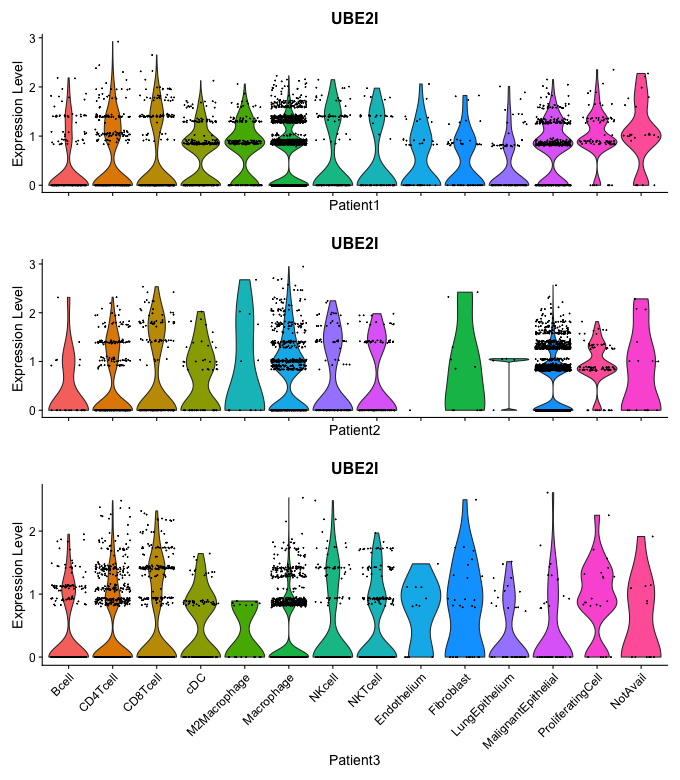 UBE2I
Expression Level
3
2
1
0
Patient1
UBE2I
Expression Level
3
2
1
0
Patient2
UBE2I
Expression Level
2
1
0
Bcell
CD4Tcell
CD8Tcell
cDC
M2Macrophage
Macrophage
NKcell
NKTcell
Endothelium
Fibroblast
LungEpithelium
MalignantEpithelial
ProliferatingCell
NotAvail
Patient3